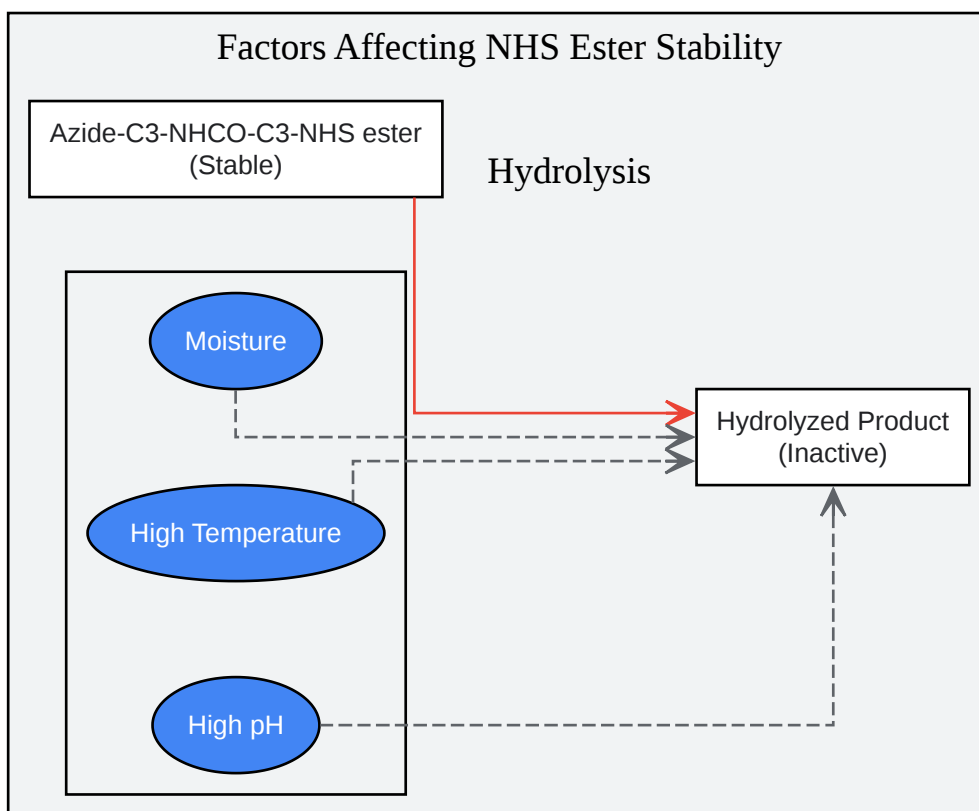 Factors Affecting NHS Ester Stability
Azide-C3-NHCO-C3-NHS ester
(Stable)
Hydrolysis
Moisture
Hydrolyzed Product
(Inactive)
High Temperature
High pH